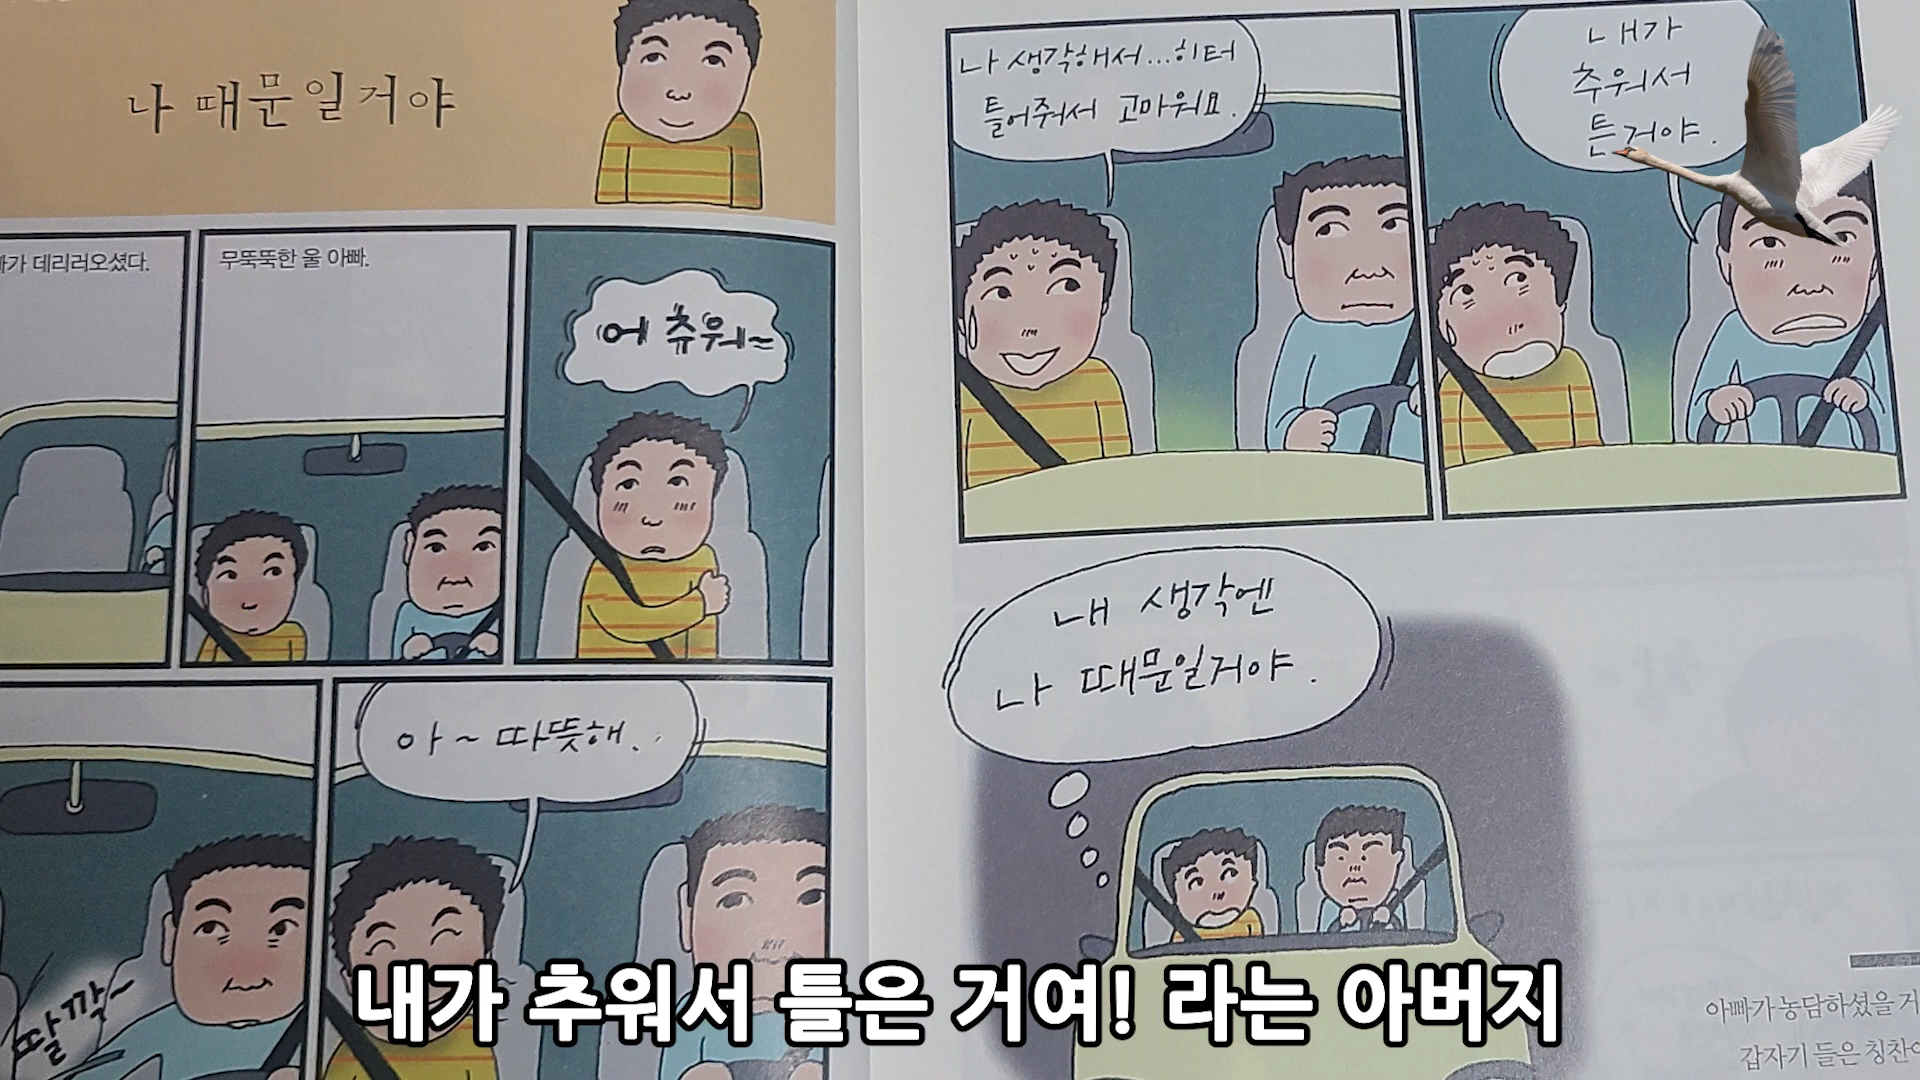 나 때문일거야
가 데리러오셨다.
무뚝뚝한 울 아빠.
어 추워~
딸깍~
아~ 따뜻해.
나 생각해서...히터
틀어줘서 고마워요.
내가
추워서
튼거야.
내 생각엔
나 때문일거야.
아빠가 농담하셨을
갑자기 들은
내가 추워서 틀은 거여! 라는 아버지